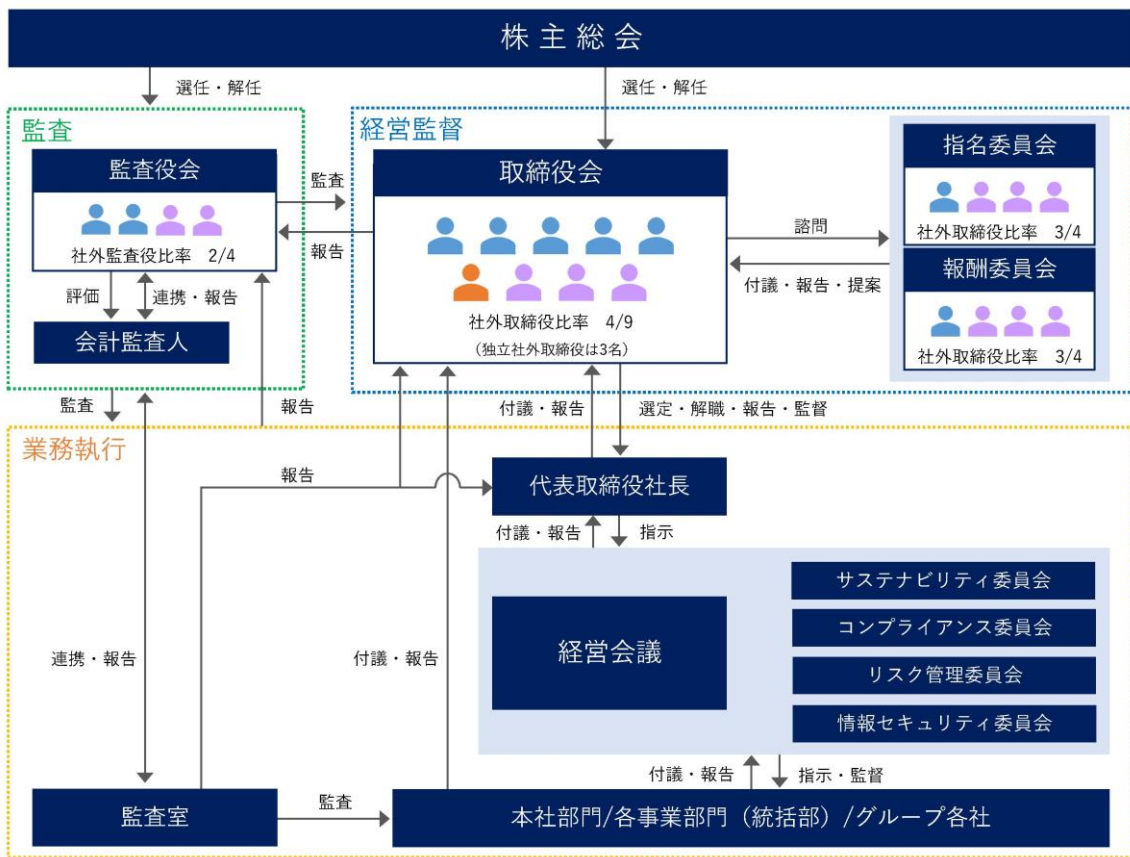 株主総会
選任・解任
選任・解任
監査
監査役会
社外監査役比率 2/4
評価
連携・報告
会計監査人
監査
報告
経営監督
取締役会
社外取締役比率 4/9
（独立社外取締役は3名）
諮問
付議・報告・提案
指名委員会
社外取締役比率 3/4
報酬委員会
社外取締役比率 3/4
監査
報告
付議・報告
選定・解職・報告・監督
業務執行
報告
代表取締役社長
付議・報告
指示
経営会議
サステナビリティ委員会
コンプライアンス委員会
リスク管理委員会
情報セキュリティ委員会
連携・報告
付議・報告
付議・報告
指示・監督
監査室
監査
本社部門/各事業部門（統括部）/グループ各社